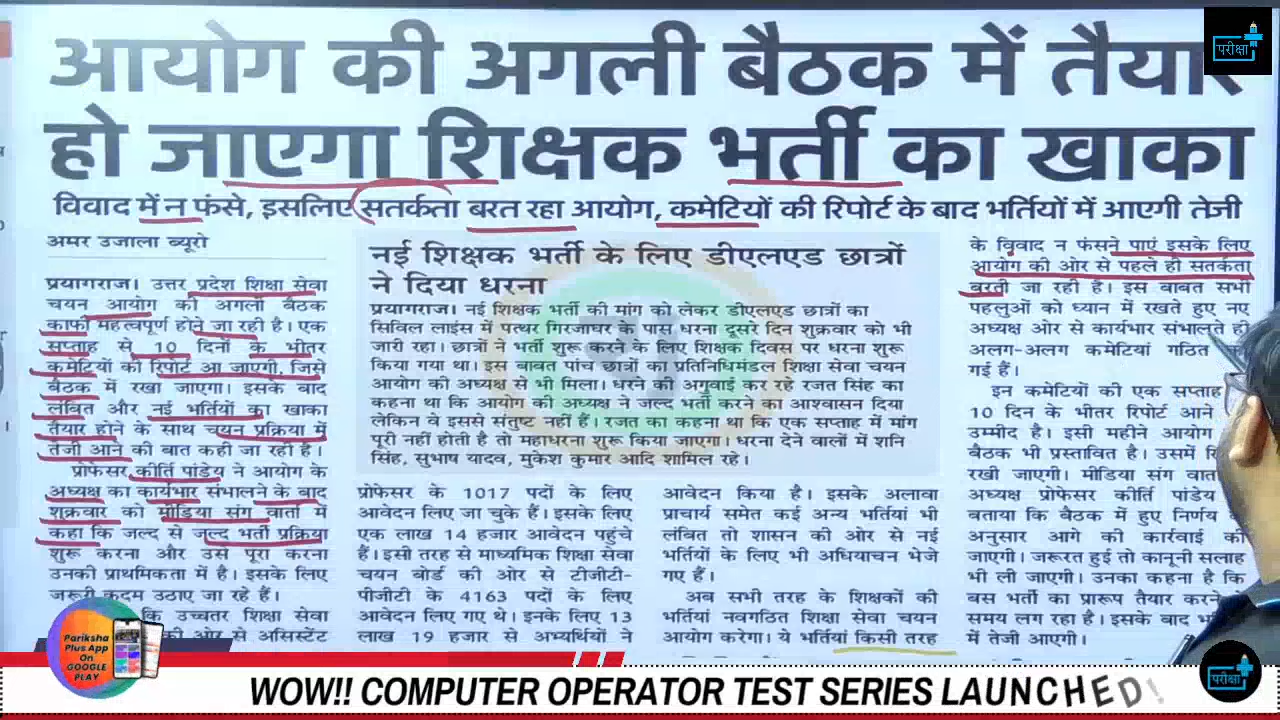 आयोग की अगली बैठक में तैयार
हो जाएगा शिक्षक भर्ती का खाका
विवाद में न फंसे, इसलिए सतर्कता बरत रहा आयोग, कमेटियों की रिपोर्ट के बाद भर्तियों में आएगी तेजी
अमर उजाला ब्यूरो
प्रयागराज। उत्तर प्रदेश शिक्षा सेवा
चयन आयोग की अगली बैठक
काफी महत्वपूर्ण होने जा रही है। एक
सप्ताह से 10 दिनों के भीतर
कमेटियों की रिपोर्ट आ जाएगी, जिसे
बैठक में रखा जाएगा। इसके बाद
लंबित और नई भर्तियों का खाका
तैयार होने के साथ चयन प्रक्रिया में
तेजी आने की बात कही जा रही है।
प्रोफेसर कीर्ति पांडेय ने आयोग के
अध्यक्ष का कार्यभार संभालने के बाद
शुक्रवार को मीडिया संग वार्ता में
कहा कि जल्द से जल्द भर्ती प्रक्रिया
शुरू करना और उसे पूरा करना
उनकी प्राथमिकता में है। इसके लिए
जरूरी कदम उठाए जा रहे हैं।
कि उच्चतर शिक्षा सेवा
की ओर से असिस्टेंट
नई शिक्षक भर्ती के लिए डीएलएड छात्रों
ने दिया धरना
प्रयागराज। नई शिक्षक भर्ती की मांग को लेकर डीएलएड छात्रों का
सिविल लाइंस में पत्थर गिरजाघर के पास धरना दूसरे दिन शुक्रवार को भी
जारी रहा। छात्रों ने भर्ती शुरू करने के लिए शिक्षक दिवस पर धरना शुरू
किया गया था। इस बाबत पांच छात्रों का प्रतिनिधिमंडल शिक्षा सेवा चयन
आयोग की अध्यक्ष से भी मिला। धरने की अगुवाई कर रहे रजत सिंह का
कहना था कि आयोग की अध्यक्ष ने जल्द भर्ती करने का आश्वासन दिया
लेकिन वे इससे संतुष्ट नहीं हैं। रजत का कहना था कि एक सप्ताह में मांग
पूरी नहीं होती है तो महाधरना शुरू किया जाएगा। धरना देने वालों में शनि
सिंह, सुभाष यादव, मुकेश कुमार आदि शामिल रहे।
प्रोफेसर के 1017 पदों के लिए
आवेदन लिए जा चुके हैं। इसके लिए
एक लाख 14 हजार आवेदन पहुंचे
हैं। इसी तरह से माध्यमिक शिक्षा सेवा
चयन बोर्ड की ओर से टीजीटी-
पीजीटी के 4163 पदों के लिए
आवेदन लिए गए थे। इनके लिए 13
लाख 19 हजार से अभ्यर्थियों ने
आवेदन किया है। इसके अलावा
प्राचार्य समेत कई अन्य भर्तियां भी
लंबित तो शासन की ओर से नई
भर्तियों के लिए भी अधियाचन भेजे
गए हैं।
अब सभी तरह के शिक्षकों की
भर्तियां नवगठित शिक्षा सेवा चयन
आयोग करेगा। ये भर्तियां किसी तरह
के विवाद न फंसने पाएं इसके लिए
आयोग की ओर से पहले ही सतर्कता
बरती जा रही है। इस बाबत सभी
पहलुओं को ध्यान में रखते हुए नए
अध्यक्ष ओर से कार्यभार संभालते ही
अलग-अलग कमेटियां गठित
गई हैं।
इन कमेटियों की एक सप्ताह
10 दिन के भीतर रिपोर्ट आने
उम्मीद है। इसी महीने आयोग
बैठक भी प्रस्तावित है। उसमें
रखी जाएगी। मीडिया संग
अध्यक्ष प्रोफेसर कीर्ति पांडेय
बताया कि बैठक में हुए निर्णय
अनुसार आगे की कार्रवाई की
जाएगी। जरूरत हुई तो कानूनी सलाह
भी ली जाएगी। उनका कहना है कि
बस भर्ती का प्रारूप तैयार करने
समय लग रहा है। इसके बाद
में तेजी आएगी।
परीक्षा
Pariksha
Plus App
On
GOOGLE
PLAY
WOW!! COMPUTER OPERATOR TEST SERIES LAUNCHED!
परीक्षा